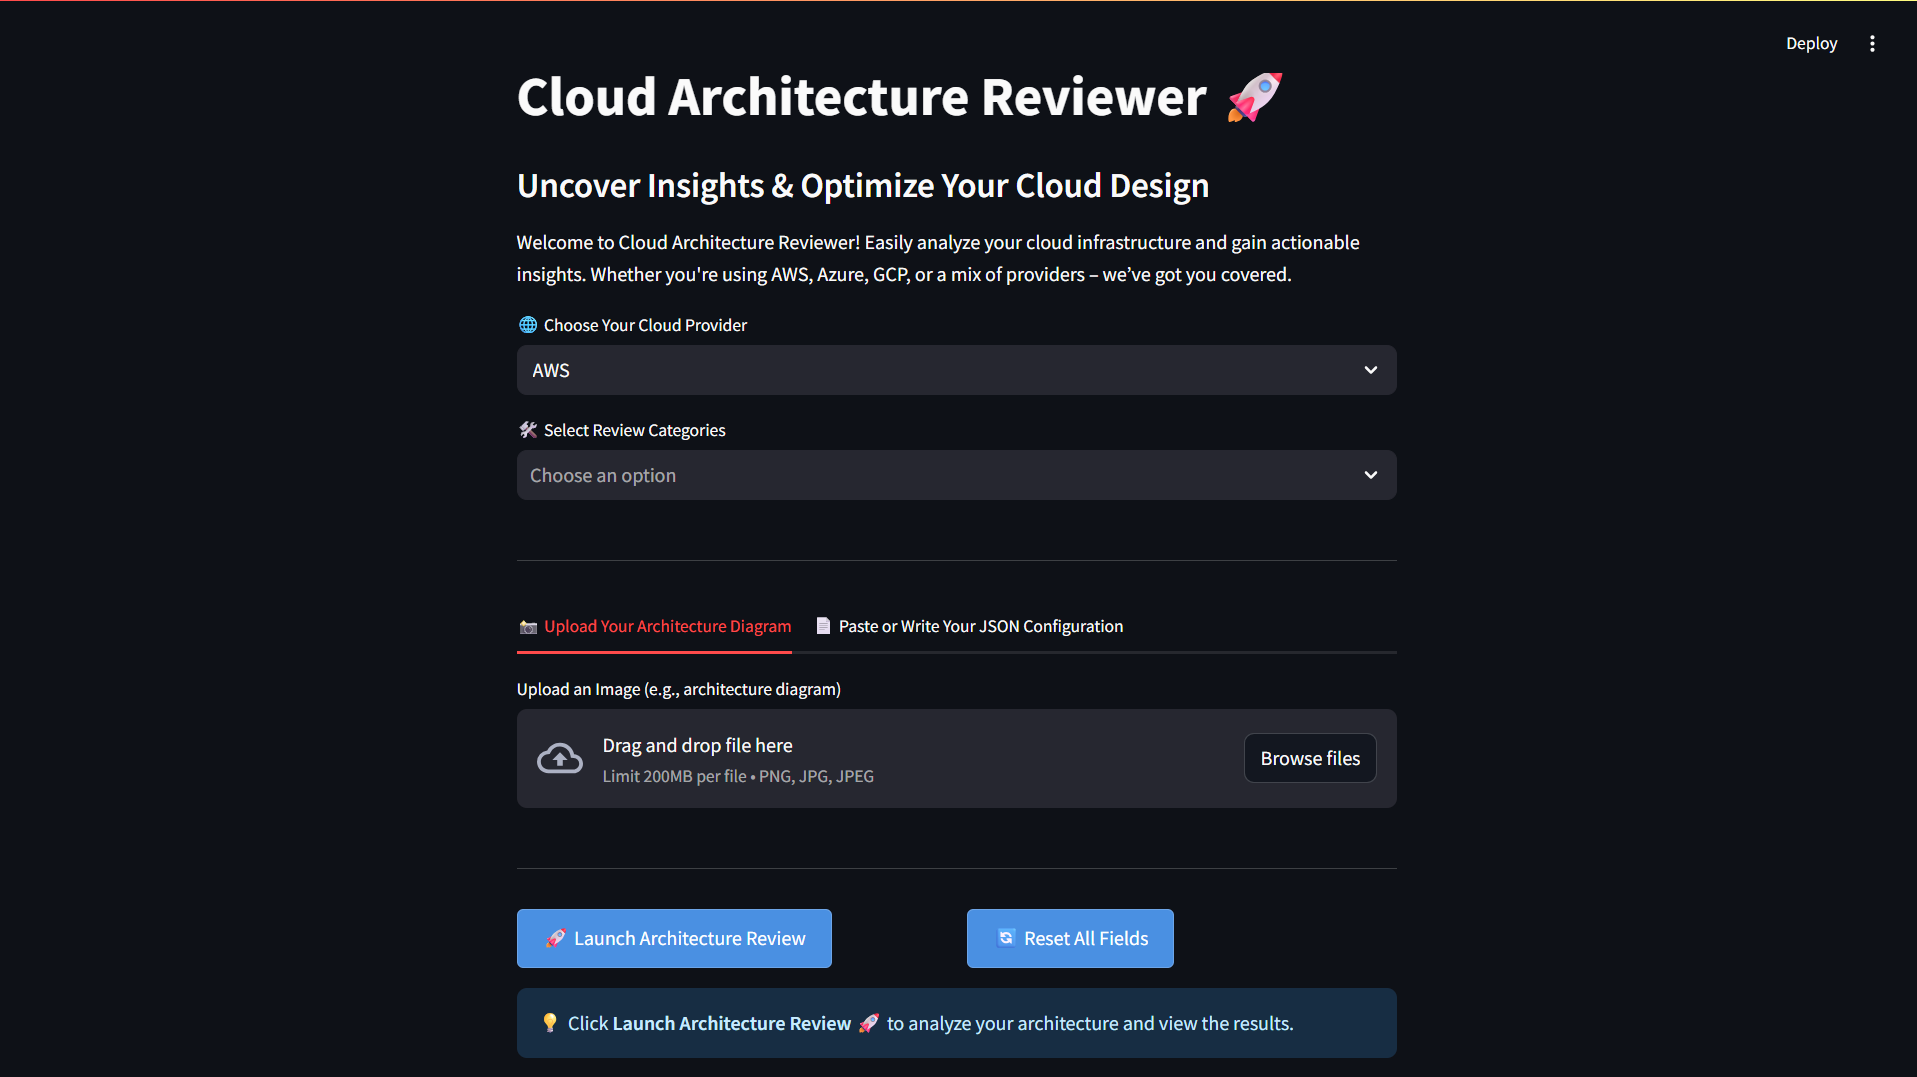 Deploy
Cloud Architecture Reviewer 🚀
Uncover Insights & Optimize Your Cloud Design
Welcome to Cloud Architecture Reviewer! Easily analyze your cloud infrastructure and gain actionable
insights. Whether you're using AWS, Azure, GCP, or a mix of providers – we’ve got you covered.
🌐 Choose Your Cloud Provider
AWS
🛠️ Select Review Categories
Choose an option
📷 Upload Your Architecture Diagram
📄 Paste or Write Your JSON Configuration
Upload an Image (e.g., architecture diagram)
Drag and drop file here
Limit 200MB per file • PNG, JPG, JPEG
Browse files
🚀 Launch Architecture Review
🔄 Reset All Fields
💡 Click Launch Architecture Review 🚀 to analyze your architecture and view the results.